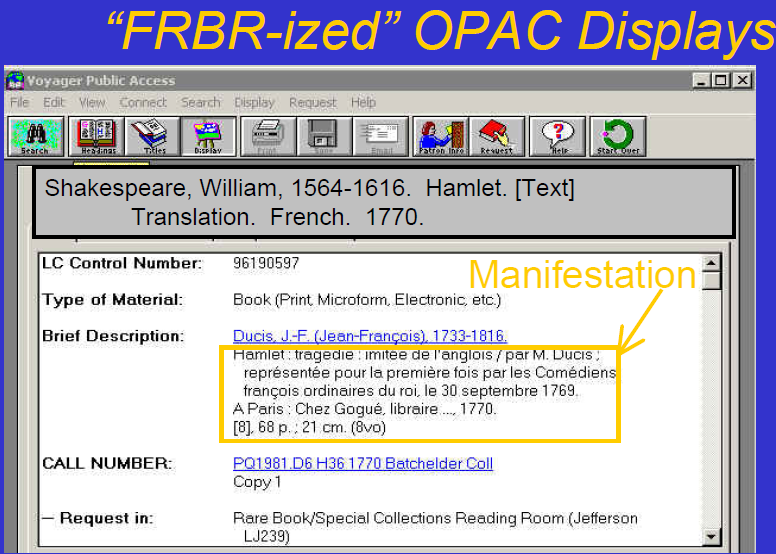 “FRBR-ized” OPAC Displays
Voyager Public Access
File Edit View Connect Search Display Request Help
Search Headings Titles Display Print Save Email Patron Info Request Help Start Over
Shakespeare, William, 1564-1616. Hamlet. [Text]
Translation. French. 1770.
LC Control Number: 96190597
Manifestation
Type of Material: Book (Print, Microform, Electronic, etc.)
Brief Description: Ducis, J.-F. (Jean-François), 1733-1816.
Hamlet : tragedie : imitée de l'anglois / par M. Ducis ;
représentée pour la première fois par les Comédiens
françois ordinaires du roi, le 30 septembre 1769.
A Paris : Chez Gogué, libraire ..., 1770.
[8], 68 p. ; 21 cm. (8vo)
CALL NUMBER: PQ1981.D6 H36 1770 Batchelder Coll
Copy 1
— Request in: Rare Book/Special Collections Reading Room (Jefferson
LJ239)